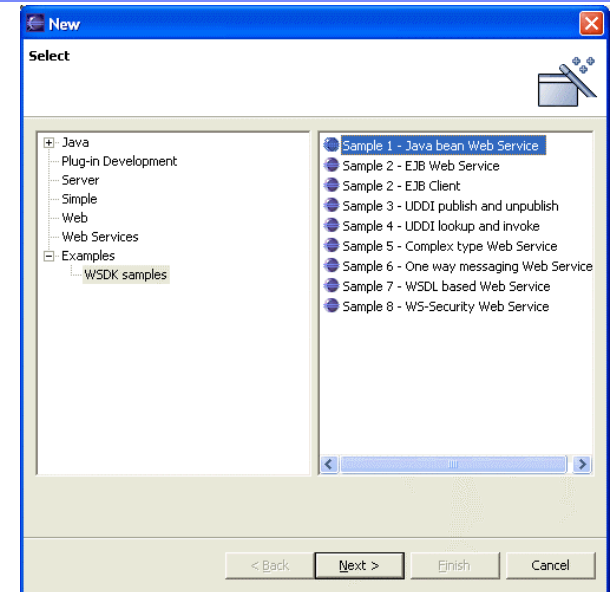 New
Select
Java
Plug-in Development
Server
Simple
Web
Web Services
Examples
WSDK samples
Sample 1 - Java bean Web Service
Sample 2 - EJB Web Service
Sample 2 - EJB Client
Sample 3 - UDDI publish and unpublish
Sample 4 - UDDI lookup and invoke
Sample 5 - Complex type Web Service
Sample 6 - One way messaging Web Service
Sample 7 - WSDL based Web Service
Sample 8 - WS-Security Web Service
< Back Next > Finish Cancel